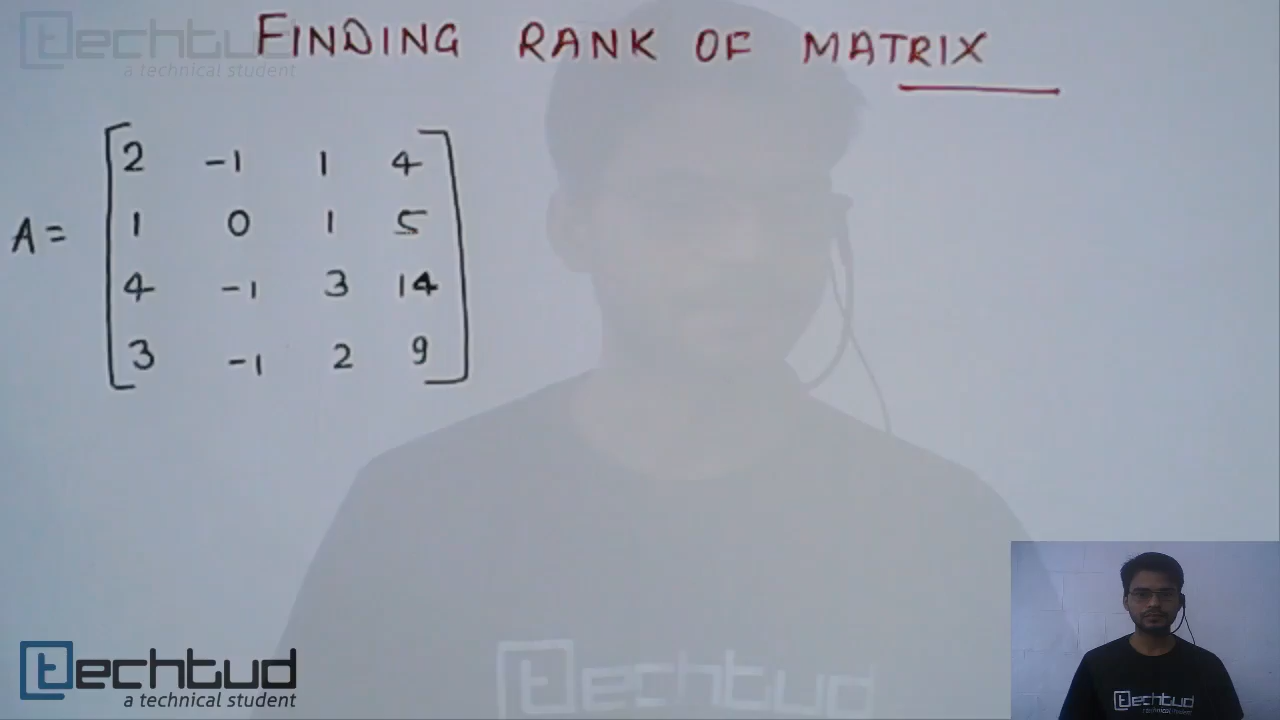 techtud
a technical student
FINDING RANK OF MATRIX
A = [2 -1 1 4
1 0 1 5
4 -1 3 14
3 -1 2 9]
techtud
techtud
a technical student
techtud